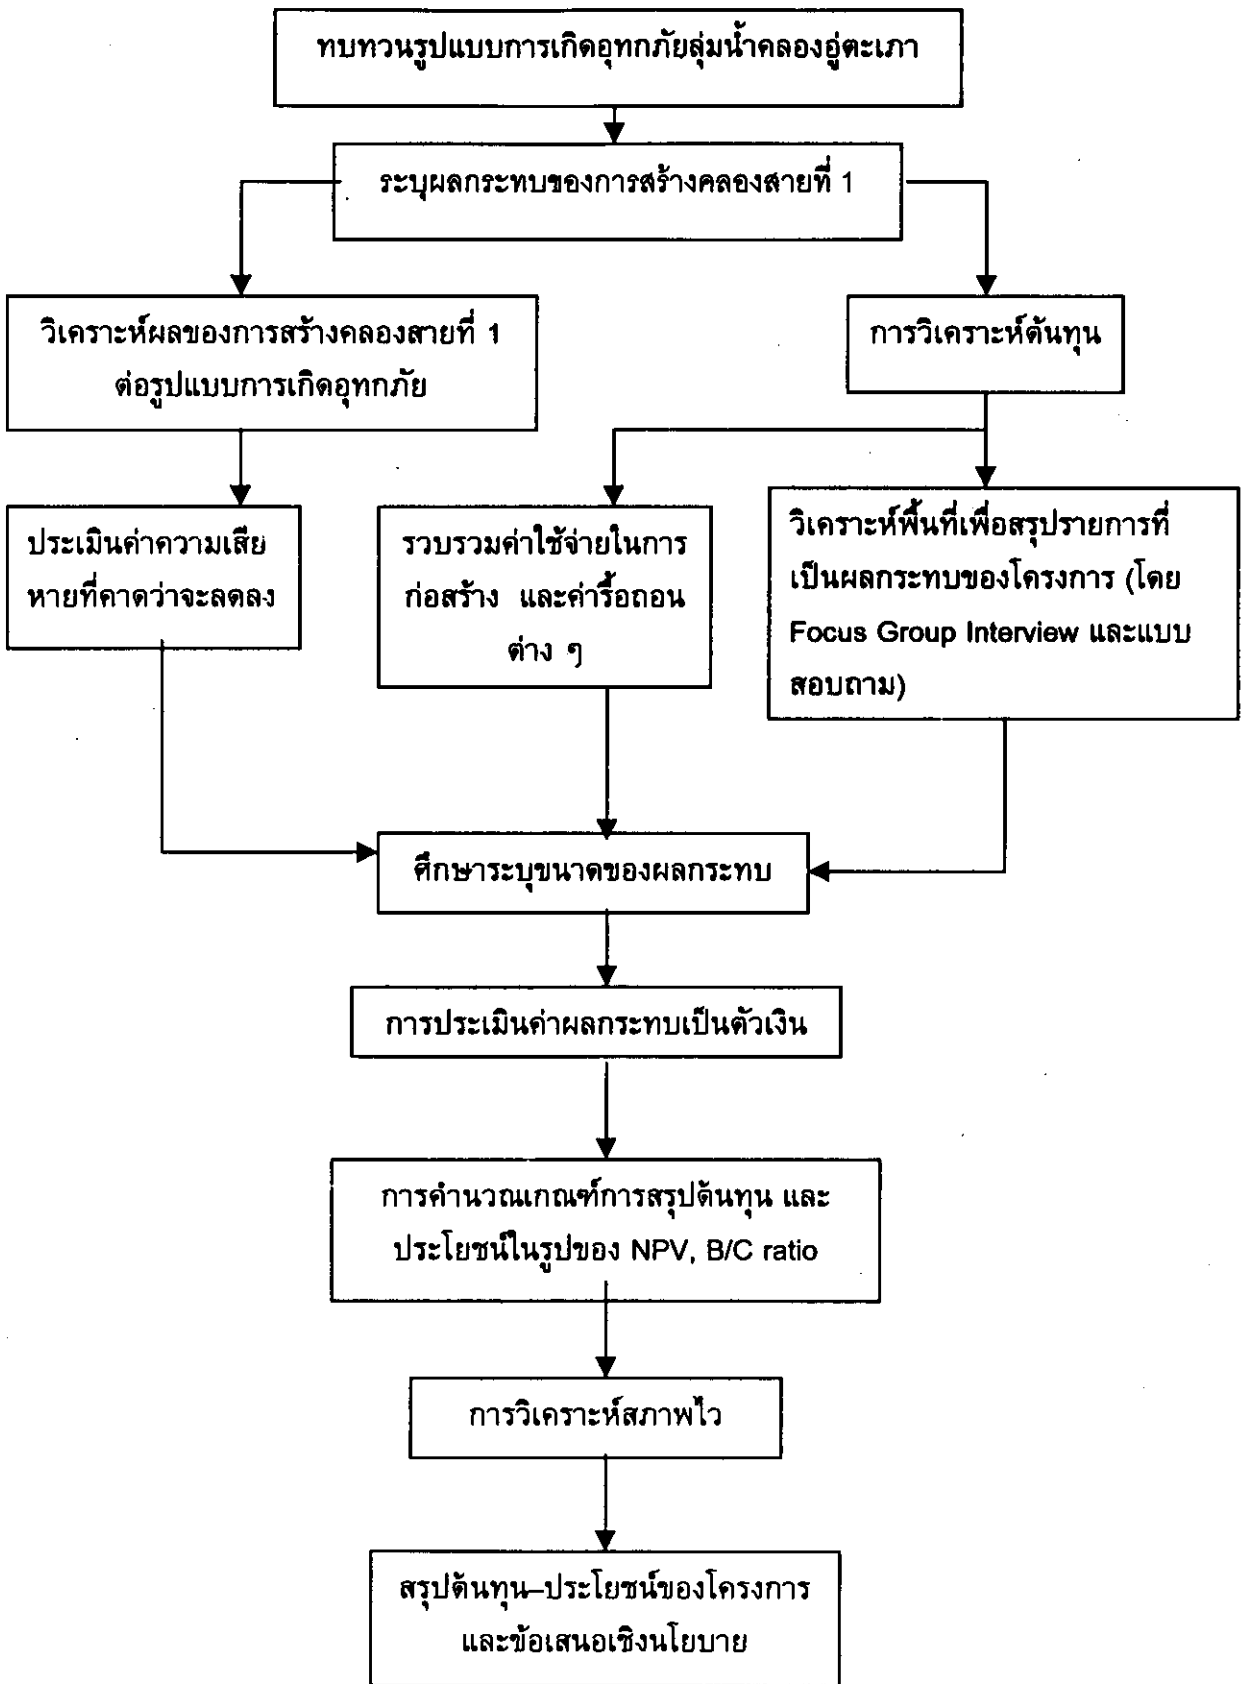 ทบทวนรูปแบบการเกิดอุทกภัยลุ่มน้ำคลองอู่ตะเภา
ระบุผลกระทบของการสร้างคลองสายที่ 1
วิเคราะห์ผลของการสร้างคลองสายที่ 1
ต่อรูปแบบการเกิดอุทกภัย
การวิเคราะห์ต้นทุน
ประเมินค่าความเสีย
หายที่คาดว่าจะลดลง
รวบรวมค่าใช้จ่ายในการ
ก่อสร้าง และค่ารื้อถอน
ต่าง ๆ
วิเคราะห์พื้นที่เพื่อสรุปรายการที่
เป็นผลกระทบของโครงการ (โดย
Focus Group Interview และแบบ
สอบถาม)
ศึกษาระบุขนาดของผลกระทบ
การประเมินค่าผลกระทบเป็นตัวเงิน
การคำนวณเกณฑ์การสรุปต้นทุน และ
ประโยชน์ในรูปของ NPV, B/C ratio
การวิเคราะห์สภาพไว
สรุปต้นทุน–ประโยชน์ของโครงการ
และข้อเสนอเชิงนโยบาย